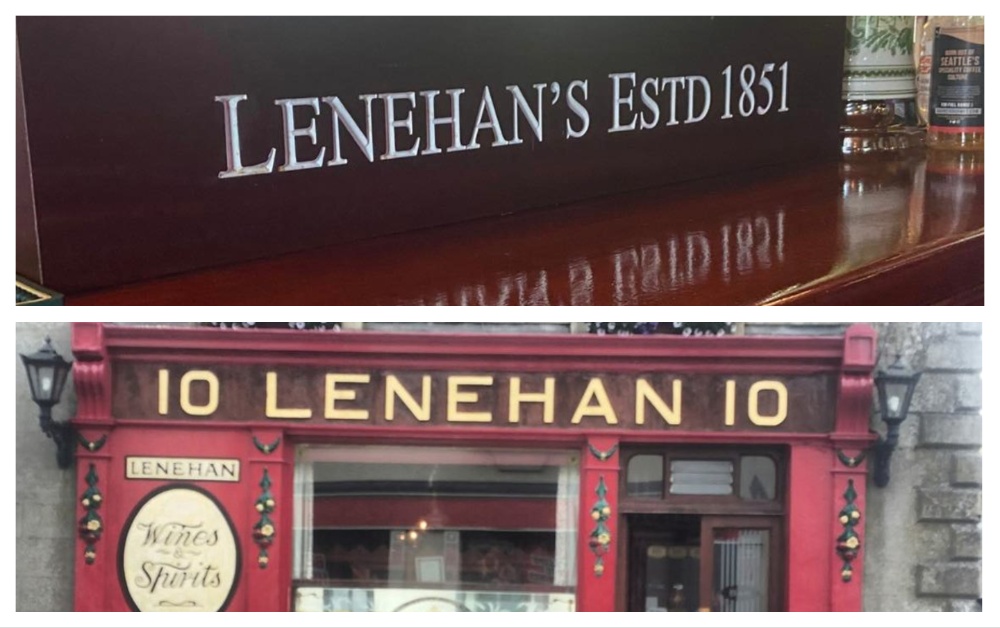 LENEHAN'S ESTD 1851
SEATTLE'S
10 LENEHAN 10
LENEHAN
Wines
&
Spirits